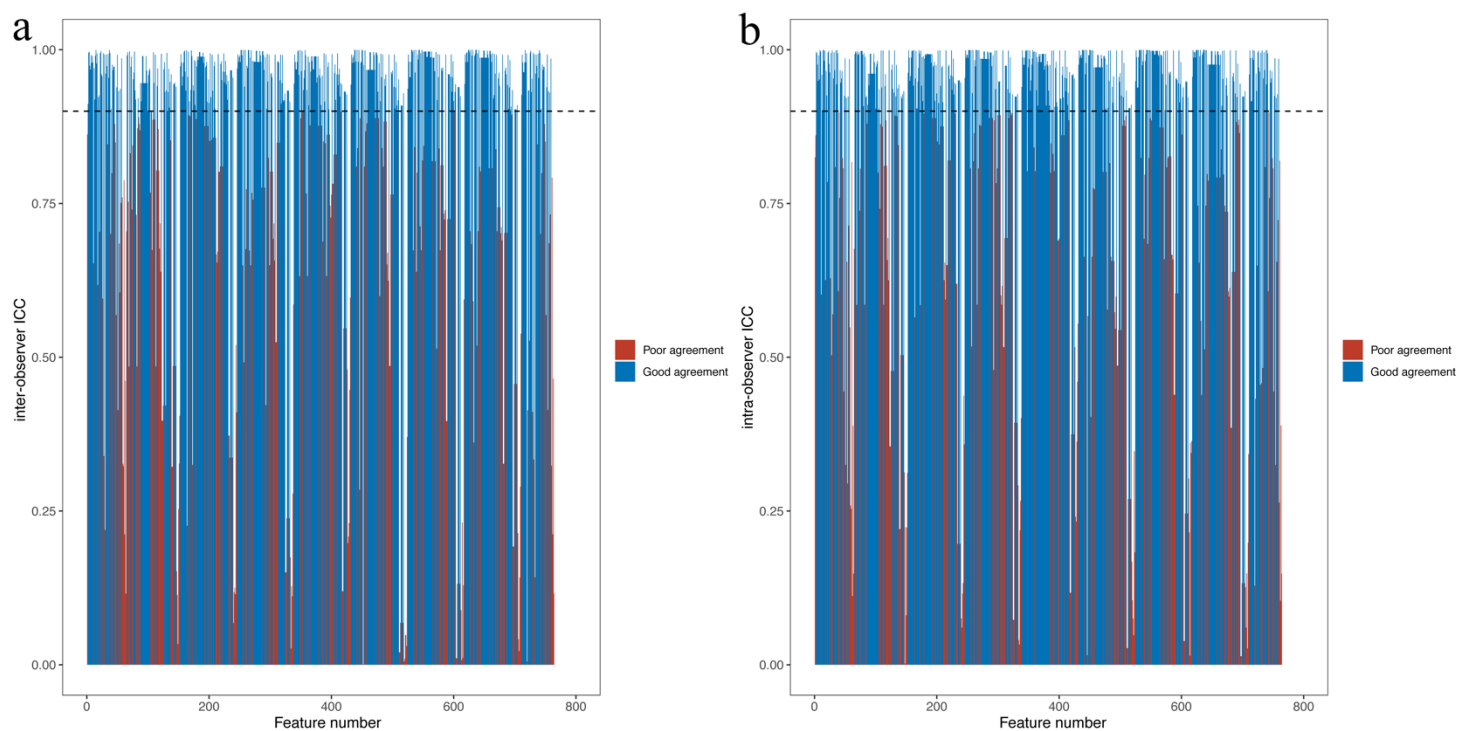 a
1.00
0.75
0.50
0.25
0.00
inter-observer ICC
0
200
400
600
800
Feature number
Poor agreement
Good agreement
b
1.00
0.75
0.50
0.25
0.00
intra-observer ICC
0
200
400
600
800
Feature number
Poor agreement
Good agreement